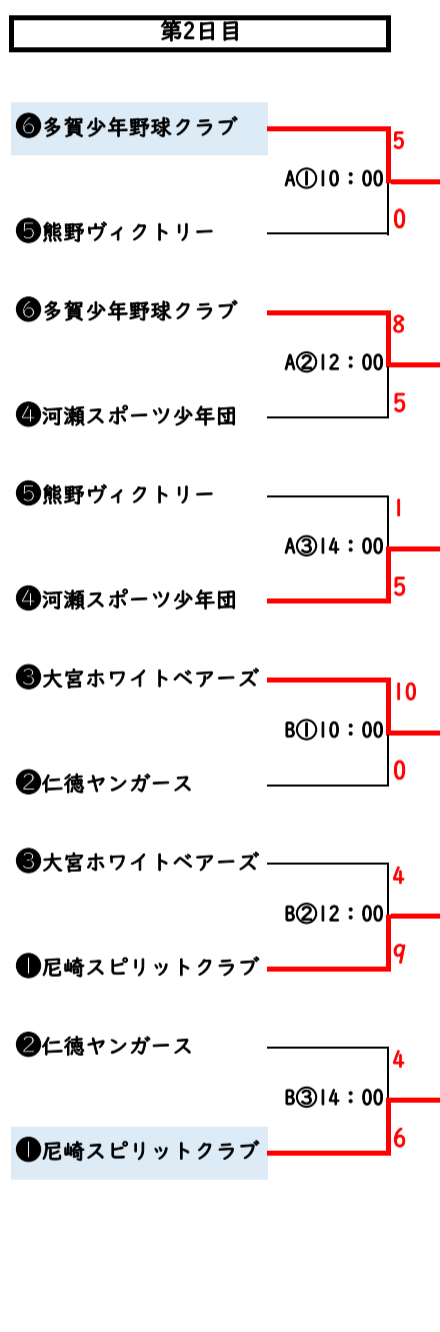 第2日目
❻多賀少年野球クラブ
5
A①10：00
0
❺熊野ヴィクトリー
❻多賀少年野球クラブ
8
A②12：00
5
❹河瀬スポーツ少年団
❺熊野ヴィクトリー
1
A③14：00
5
❹河瀬スポーツ少年団
❸大宮ホワイトベアーズ
10
B①10：00
0
❷仁徳ヤンガース
❸大宮ホワイトベアーズ
4
B②12：00
9
❶尼崎スピリットクラブ
❷仁徳ヤンガース
4
B③14：00
6
❶尼崎スピリットクラブ